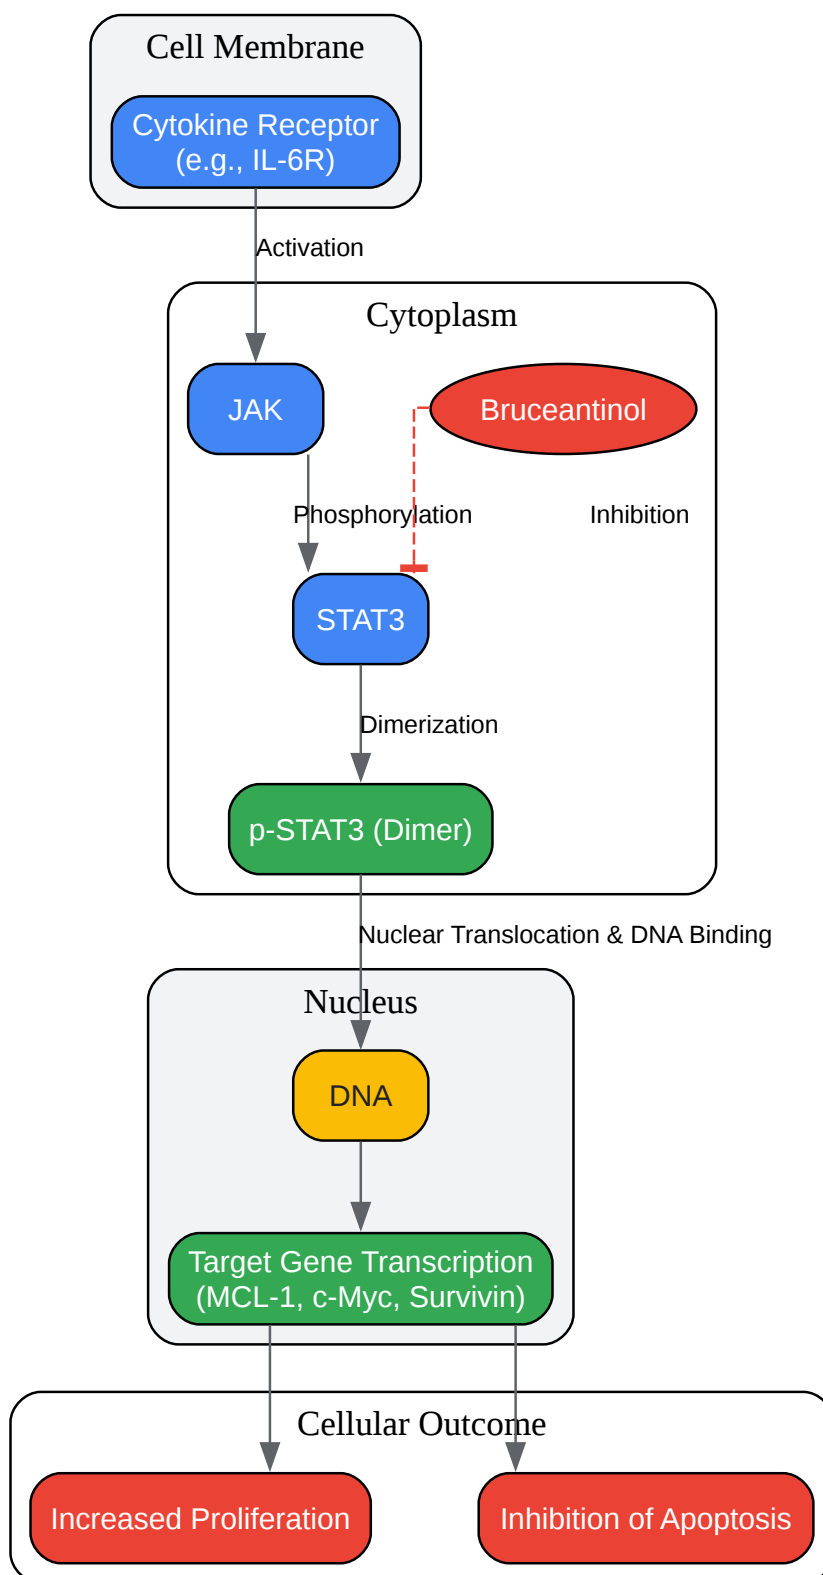 Cell Membrane
Cytokine Receptor
(e.g., IL-6R)
Activation
Cytoplasm
JAK
Bruceantinol
Phosphorylation
Inhibition
STAT3
Dimerization
p-STAT3 (Dimer)
Nuclear Translocation & DNA Binding
Nucleus
DNA
Target Gene Transcription
(MCL-1, c-Myc, Survivin)
Cellular Outcome
Increased Proliferation
Inhibition of Apoptosis